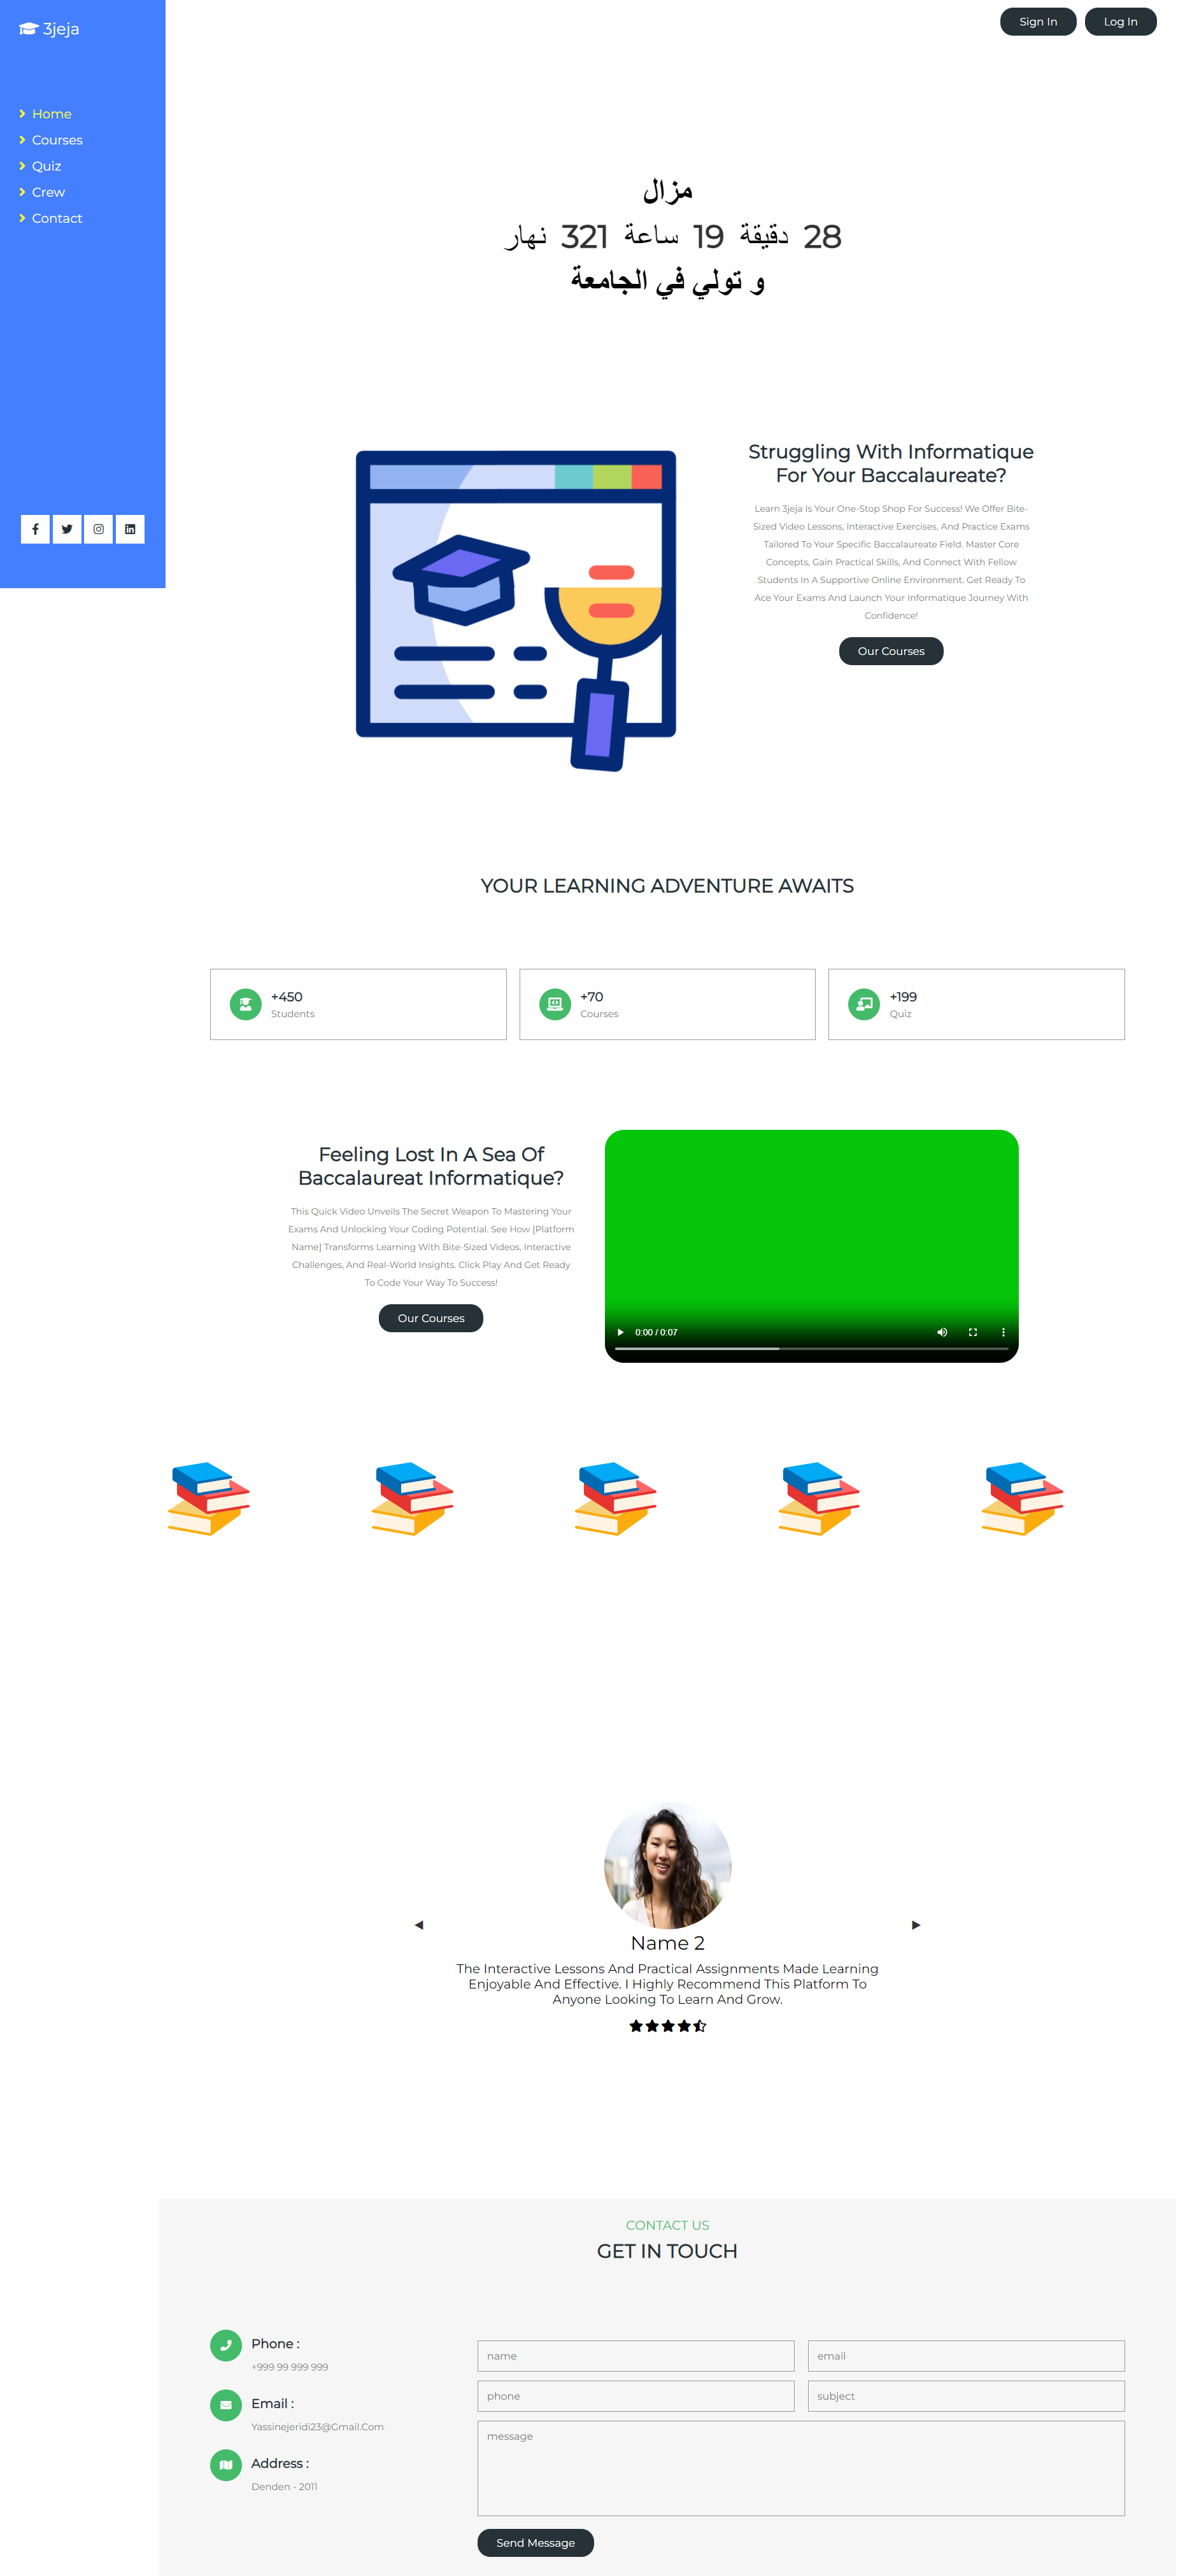 3jeja
Sign In
Log In
Home
Courses
Quiz
Crew
Contact
مزال
28 دقيقة 19 ساعة 321 نهار
و تولي في الجامعة
Struggling With Informatique
For Your Baccalaureate?
Learn 3jeja Is Your One-Stop Shop For Success! We Offer Bite-
Sized Video Lessons, Interactive Exercises, And Practice Exams
Tailored To Your Specific Baccalaureate Field. Master Core
Concepts, Gain Practical Skills, And Connect With Fellow
Students In A Supportive Online Environment. Get Ready To
Ace Your Exams And Launch Your Informatique Journey With
Confidence!
Our Courses
YOUR LEARNING ADVENTURE AWAITS
+450
Students
+70
Courses
+199
Quiz
Feeling Lost In A Sea Of
Baccalaureat Informatique?
This Quick Video Unveils The Secret Weapon To Mastering Your
Exams And Unlocking Your Coding Potential. See How [Platform
Name] Transforms Learning With Bite-Sized Videos, Interactive
Challenges, And Real-World Insights. Click Play And Get Ready
To Code Your Way To Success!
Our Courses
0:00 / 0:07
Name 2
The Interactive Lessons And Practical Assignments Made Learning
Enjoyable And Effective. I Highly Recommend This Platform To
Anyone Looking To Learn And Grow.
CONTACT US
GET IN TOUCH
Phone :
+999 99 999 999
Email :
Yassinejeridi23@Gmail.Com
Address :
Denden - 2011
name
email
phone
subject
message
Send Message